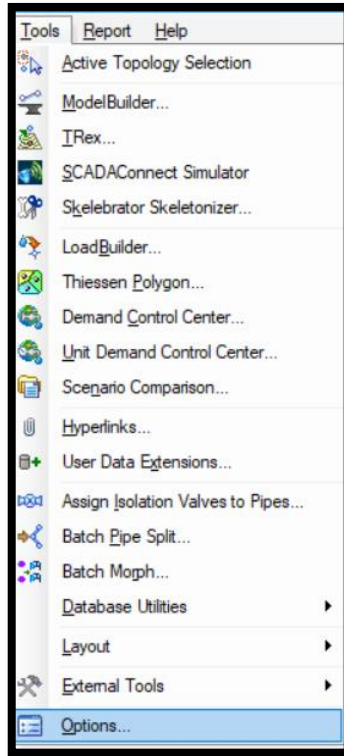 Tools Report Help
Active Topology Selection
ModelBuilder...
TRex...
SCADAConnect Simulator
Skelebrator Skeletonizer...
LoadBuilder...
Thiessen Polygon...
Demand Control Center...
Unit Demand Control Center...
Scenario Comparison...
Hyperlinks...
User Data Extensions...
Assign Isolation Valves to Pipes...
Batch Pipe Split...
Batch Morph...
Database Utilities
Layout
External Tools
Options...